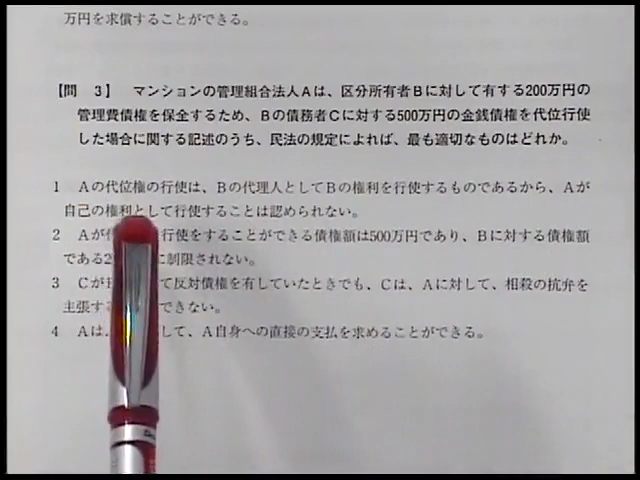 万円を求償することができる。
【問 3】 マンションの管理組合法人Aは、区分所有者Bに対して有する200万円の
管理費債権を保全するため、Bの債務者Cに対する500万円の金銭債権を代位行使
した場合に関する記述のうち、民法の規定によれば、最も適切なものはどれか。
1 Aの代位権の行使は、Bの代理人としてBの権利を行使するものであるから、Aが
自己の権利として行使することは認められない。
2 Aが 行使をすることができる債権額は500万円であり、Bに対する債権額
である2 に制限されない。
3 Cが て反対債権を有していたときでも、Cは、Aに対して、相殺の抗弁を
主張す できない。
4 Aは、 して、A自身への直接の支払を求めることができる。